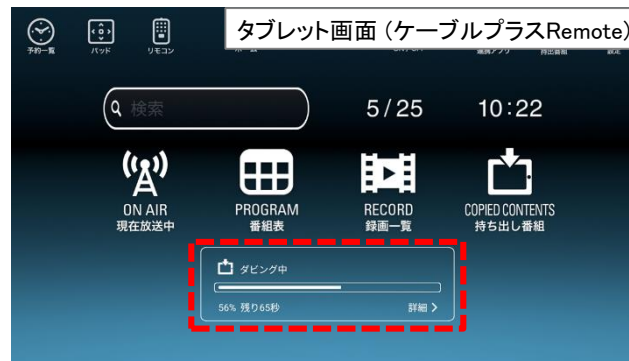 タブレット画面 (ケーブルプラスRemote)
予約一覧
パッド
リモコン
検索
5/25
10:22
ON AIR
現在放送中
PROGRAM
番組表
RECORD
録画一覧
COPIED CONTENTS
持ち出し番組
ダビング中
56% 残り65秒
詳細 >